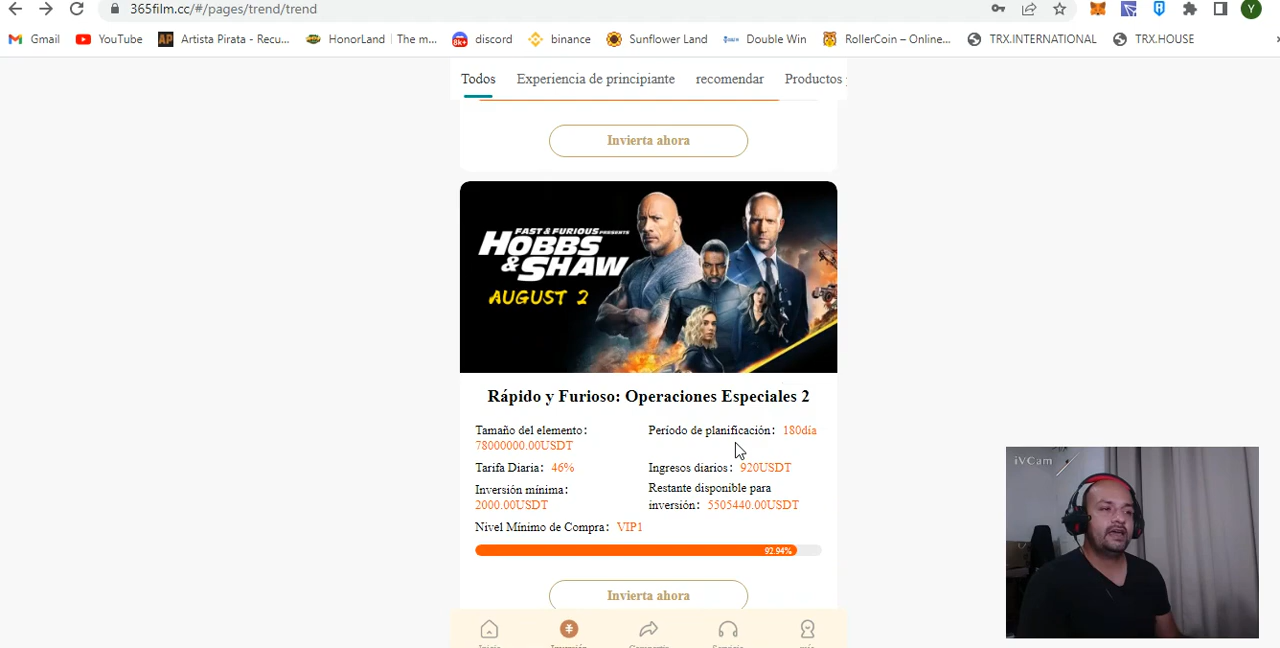 365film.cc/#/pages/trend/trend
Y
Gmail YouTube Artista Pirata - Recu... HonorLand | The m... discord binance Sunflower Land Double Win RollerCoin – Online... TRX.INTERNATIONAL TRX.HOUSE
Todos Experiencia de principiante recomendar Productos
Invierta ahora
FAST & FURIOUS PRESENTS
HOBBS
& SHAW
AUGUST 2
Rápido y Furioso: Operaciones Especiales 2
Tamaño del elemento: Periodo de planificación: 180día
78000000.00USDT
Tarifa Diaria: 46% Ingresos diarios: 920USDT
Inversión mínima: Restante disponible para
2000.00USDT inversión: 5505440.00USDT
Nivel Mínimo de Compra: VIP1
92.94%
Invierta ahora
iVCam